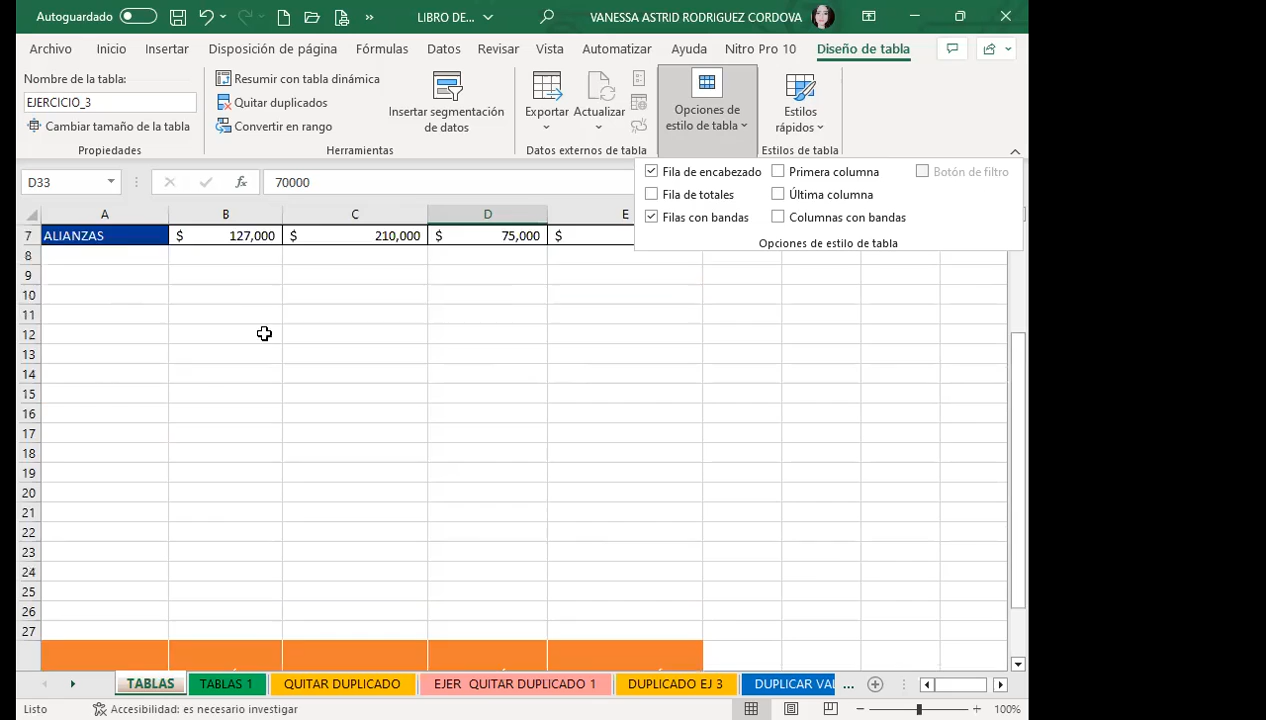 Autoguardado
LIBRO DE...
VANESSA ASTRID RODRIGUEZ CORDOVA
Archivo Inicio Insertar Disposición de página Fórmulas Datos Revisar Vista Automatizar Ayuda Nitro Pro 10 Diseño de tabla
Nombre de la tabla:
EJERCICIO_3
Cambiar tamaño de la tabla
Propiedades
Resumir con tabla dinámica
Quitar duplicados
Convertir en rango
Insertar segmentación
de datos
Herramientas
Exportar
Actualizar
Datos externos de tabla
Opciones de
estilo de tabla
Estilos
rápidos
Estilos de tabla
Fila de encabezado Primera columna Botón de filtro
Fila de totales Última columna
Filas con bandas Columnas con bandas
Opciones de estilo de tabla
D33 fx 70000
A B C D E
7 ALIANZAS $ 127,000 $ 210,000 $ 75,000 $
8
9
10
11
12
13
14
15
16
17
18
19
20
21
22
23
24
25
26
27
TABLAS TABLAS 1 QUITAR DUPLICADO EJER QUITAR DUPLICADO 1 DUPLICADO EJ 3 DUPLICAR VAL ...
Listo Accesibilidad: es necesario investigar 100%